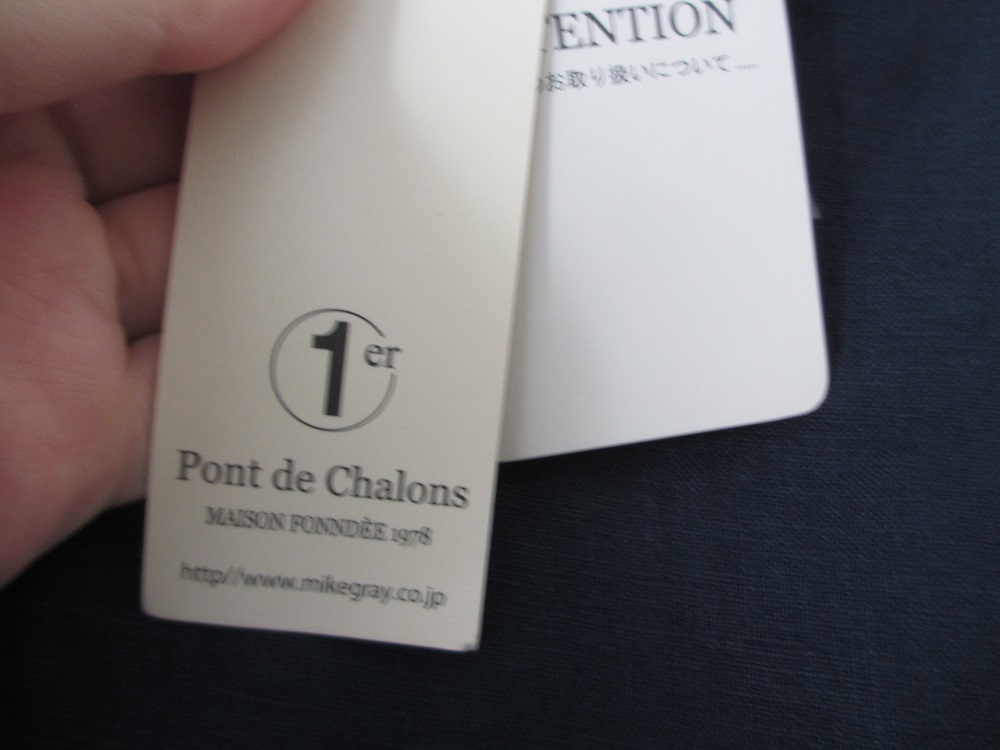 TENTION
のお取り扱いについて.....
1er
Pont de Chalons
MAISON FONNDÈE 1978
http//www.mikegray.co.jp